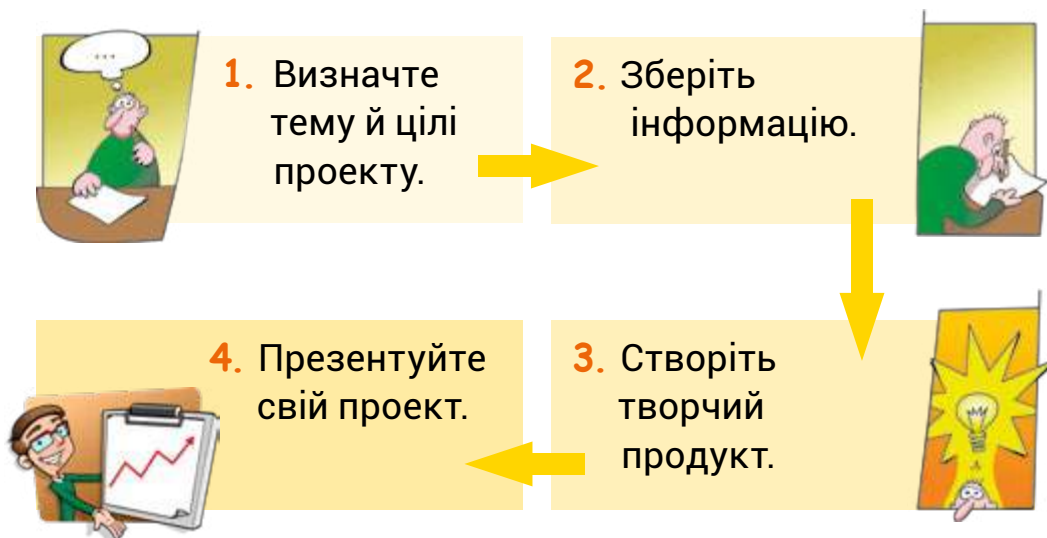 ...
1. Визначте
тему й цілі
проекту.
2. Зберіть
інформацію.
3. Створіть
творчий
продукт.
4. Презентуйте
свій проект.